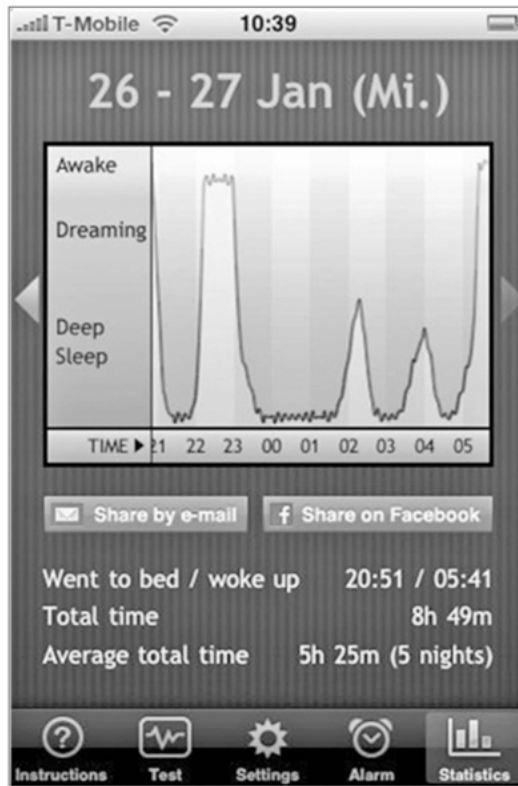 T-Mobile 10:39
26 - 27 Jan (Mi.)
Awake
Dreaming
Deep
Sleep
TIME 21 22 23 00 01 02 03 04 05
Share by e-mail f Share on Facebook
Went to bed / woke up 20:51 / 05:41
Total time 8h 49m
Average total time 5h 25m (5 nights)
? Instructions Test Settings Alarm Statistics